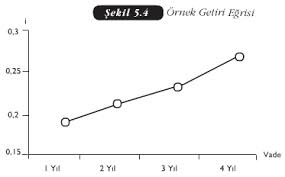 Şekil 5.4 Örnek Getiri Eğrisi
i
0,3
0,25
0,2
0,15
Vade
1 Yıl 2 Yıl 3 Yıl 4 Yıl